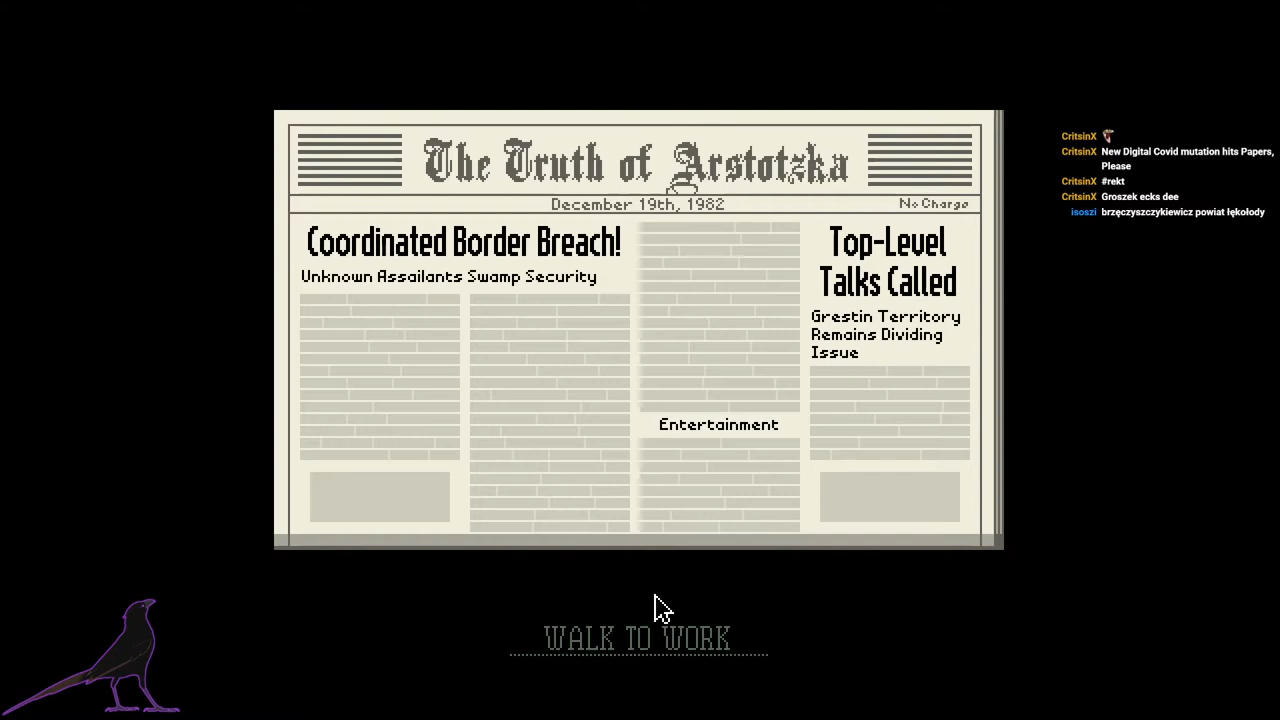 The Truth of Arstotzka
December 19th, 1982
No Charge
Coordinated Border Breach!
Unknown Assailants Swamp Security
Entertainment
Top-Level
Talks Called
Grestin Territory
Remains Dividing
Issue
WALK TO WORK
CritsinX
CritsinX New Digital Covid mutation hits Papers,
Please
CritsinX #rekt
CritsinX Groszek ecks dee
isoszi brzęczyszczykiewicz powiat łękołody